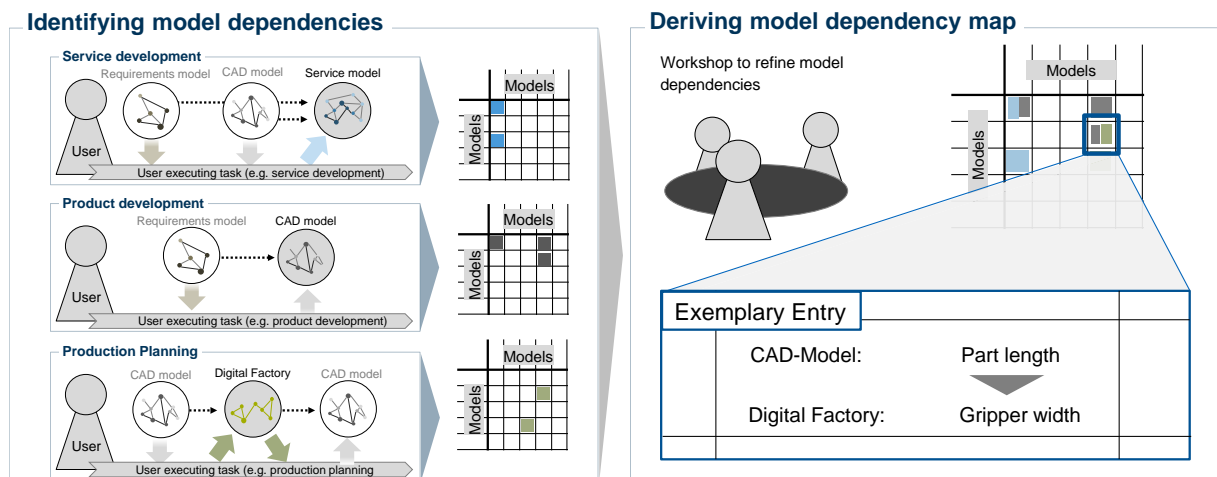 Identifying model dependencies
Service development
Requirements model
CAD model
Service model
User
User executing task (e.g. service development)
Models
Models
Product development
Requirements model
CAD model
User
User executing task (e.g. product development)
Models
Models
Production Planning
CAD model
Digital Factory
CAD model
User
User executing task (e.g. production planning
Models
Models
Deriving model dependency map
Workshop to refine model
dependencies
Models
Models
Exemplary Entry
CAD-Model: Part length
Digital Factory: Gripper width